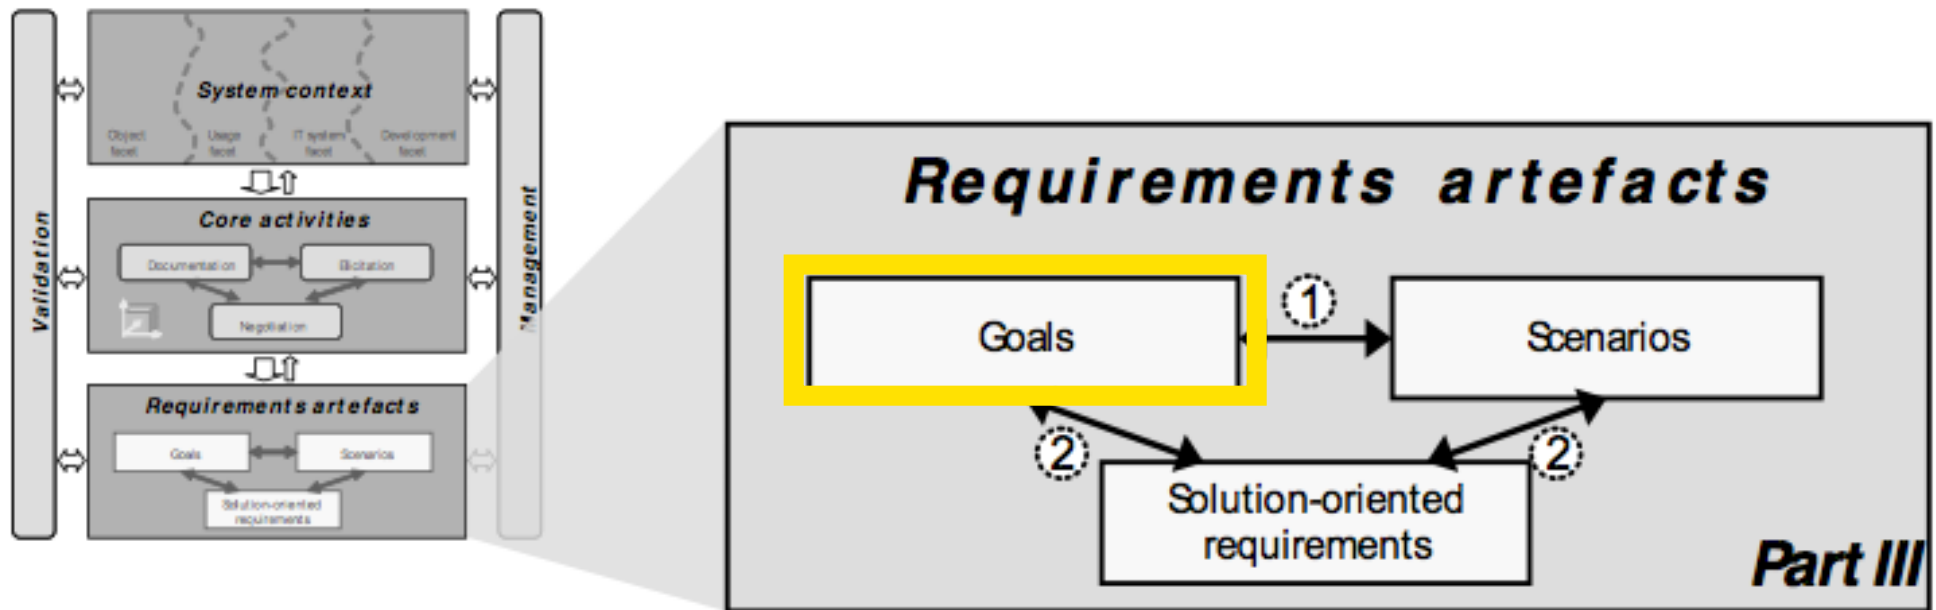 Validation
System context
Object
facet
Usage
facet
IT system
facet
Development
facet
Core activities
Documentation
Elicitation
Negotiation
Requirements artefacts
Goals
Scenarios
Solution-oriented
requirements
Management
Requirements artefacts
Goals
1
Scenarios
2
2
Solution-oriented
requirements
Part III